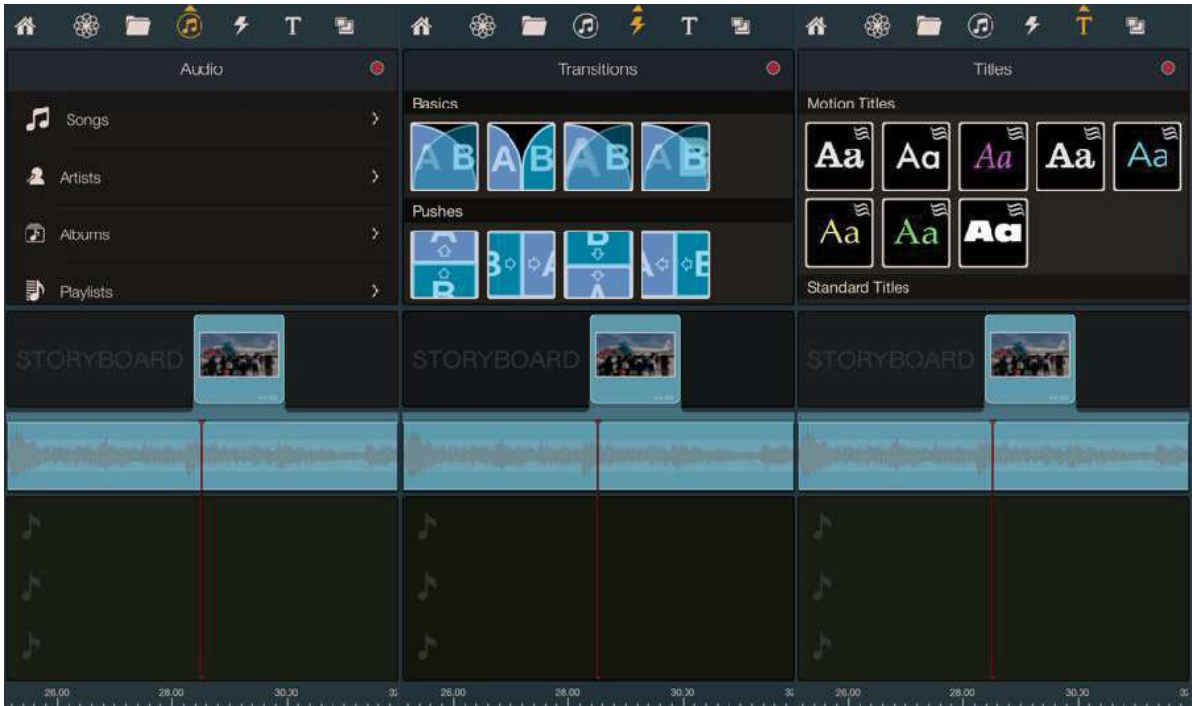 T
Audio
Songs
Artists
Albums
Playlists
STORYBOARD
26.00 28.00 30.00
T
Transitions
Basics
A B A B A B A B
Pushes
A B B A B A A B
STORYBOARD
26.00 28.00 30.00
T
Titles
Motion Titles
Aa Aa Aa Aa Aa
Aa Aa Aa
Standard Titles
STORYBOARD
26.00 28.00 30.00